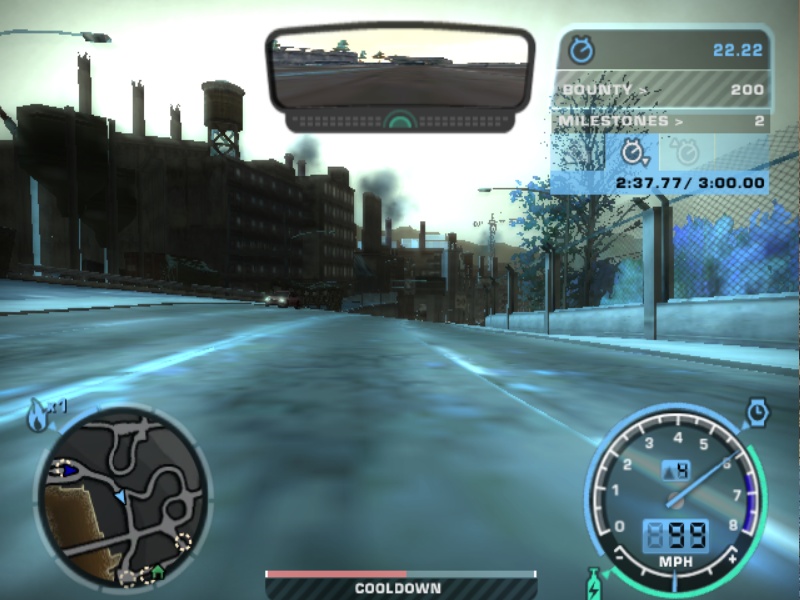 22.22
BOUNTY > 200
MILESTONES > 2
2:37.77/ 3:00.00
x1
0 1 2 3 4 5 6 7 8
4
99
MPH
- +
COOLDOWN